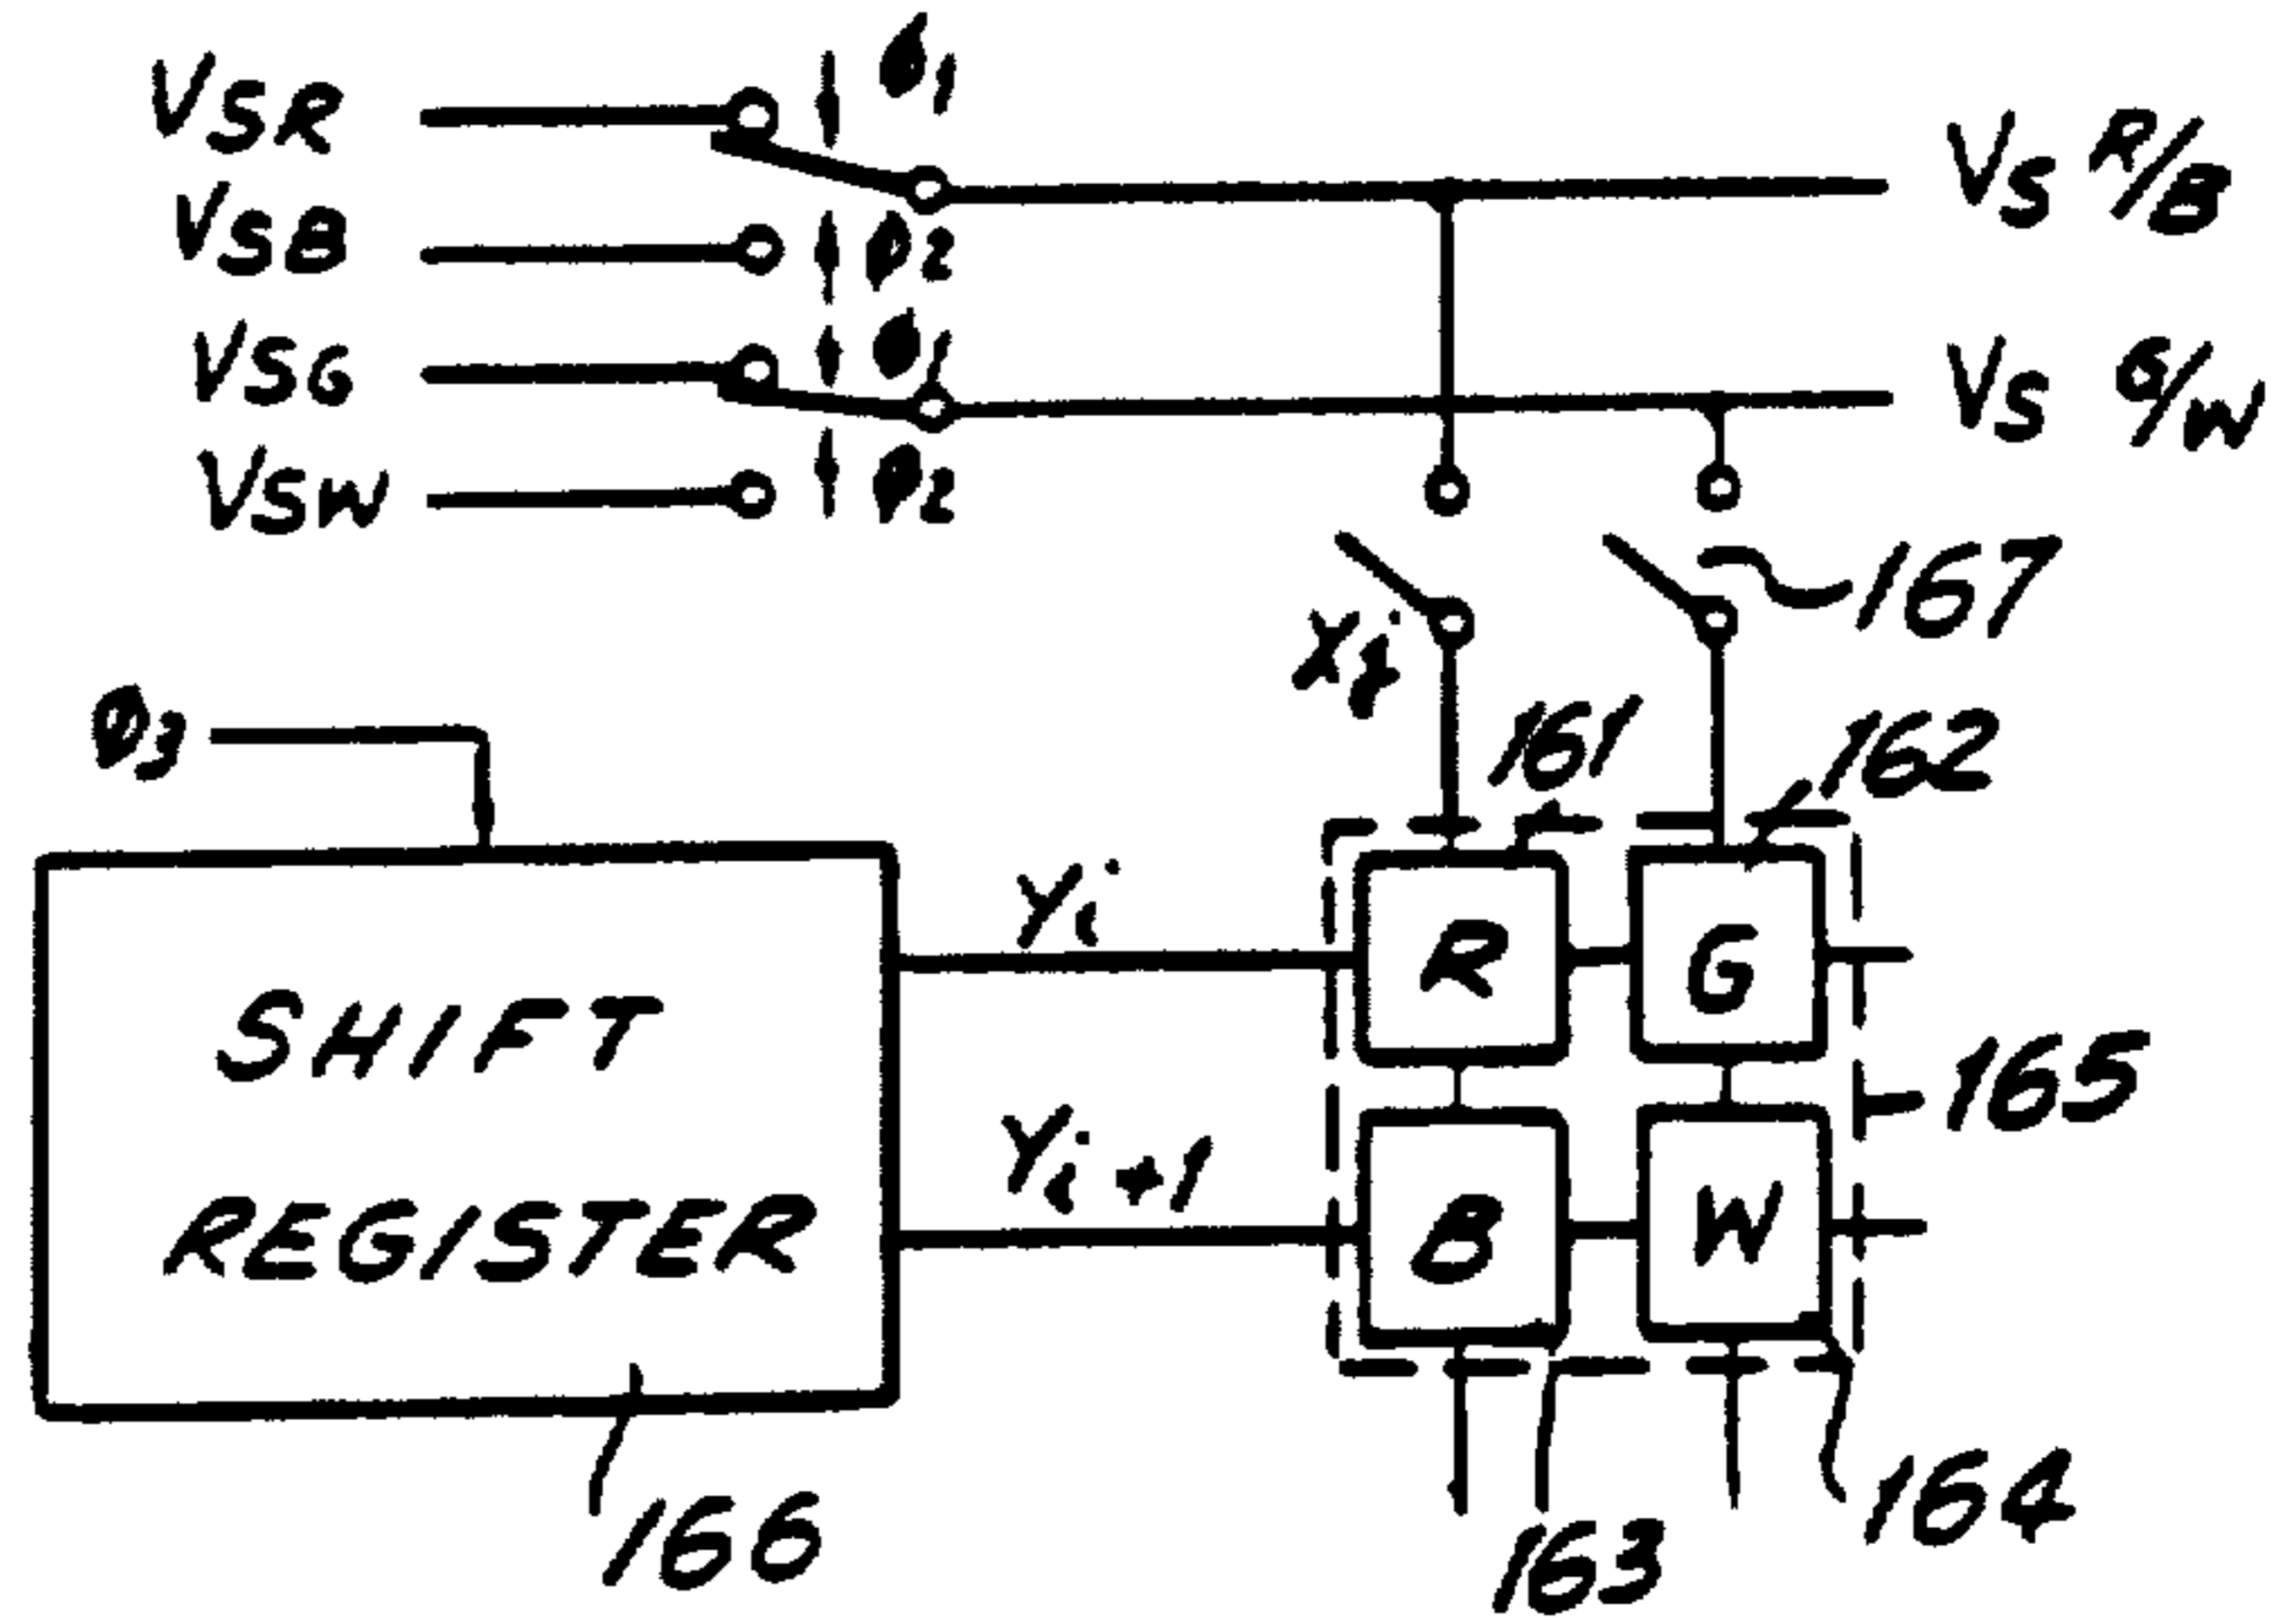 VSR
ø1
VS R/B
VSB
ø2
VSG
ø1
VS G/W
VSW
ø2
167
Xj
ø3
161
162
Yi
R
G
SHIFT
REGISTER
165
Yi+1
B
W
166
163
164